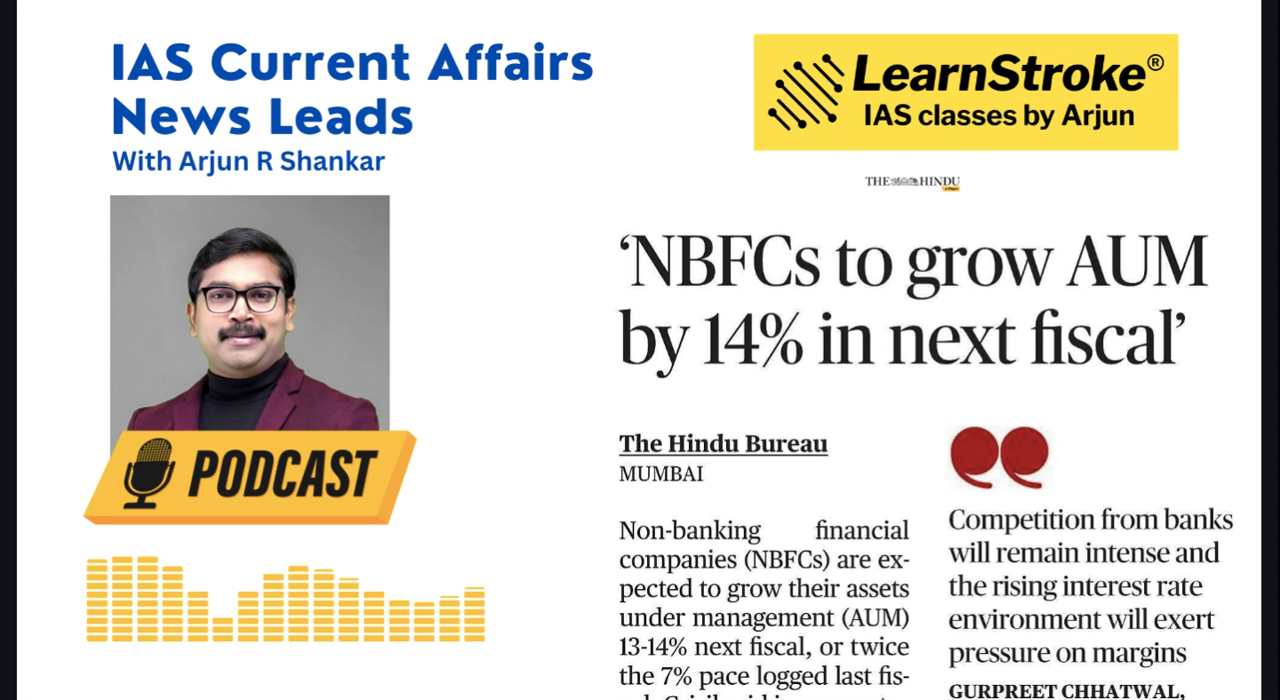 IAS Current Affairs
News Leads
With Arjun R Shankar
PODCAST
LearnStroke®
IAS classes by Arjun
THE HINDU
‘NBFCs to grow AUM
by 14% in next fiscal’
The Hindu Bureau
MUMBAI
Non-banking financial
companies (NBFCs) are ex-
pected to grow their assets
under management (AUM)
13-14% next fiscal, or twice
the 7% pace logged last fis-
Competition from banks
will remain intense and
the rising interest rate
environment will exert
pressure on margins
GURPREET CHHATWAL,